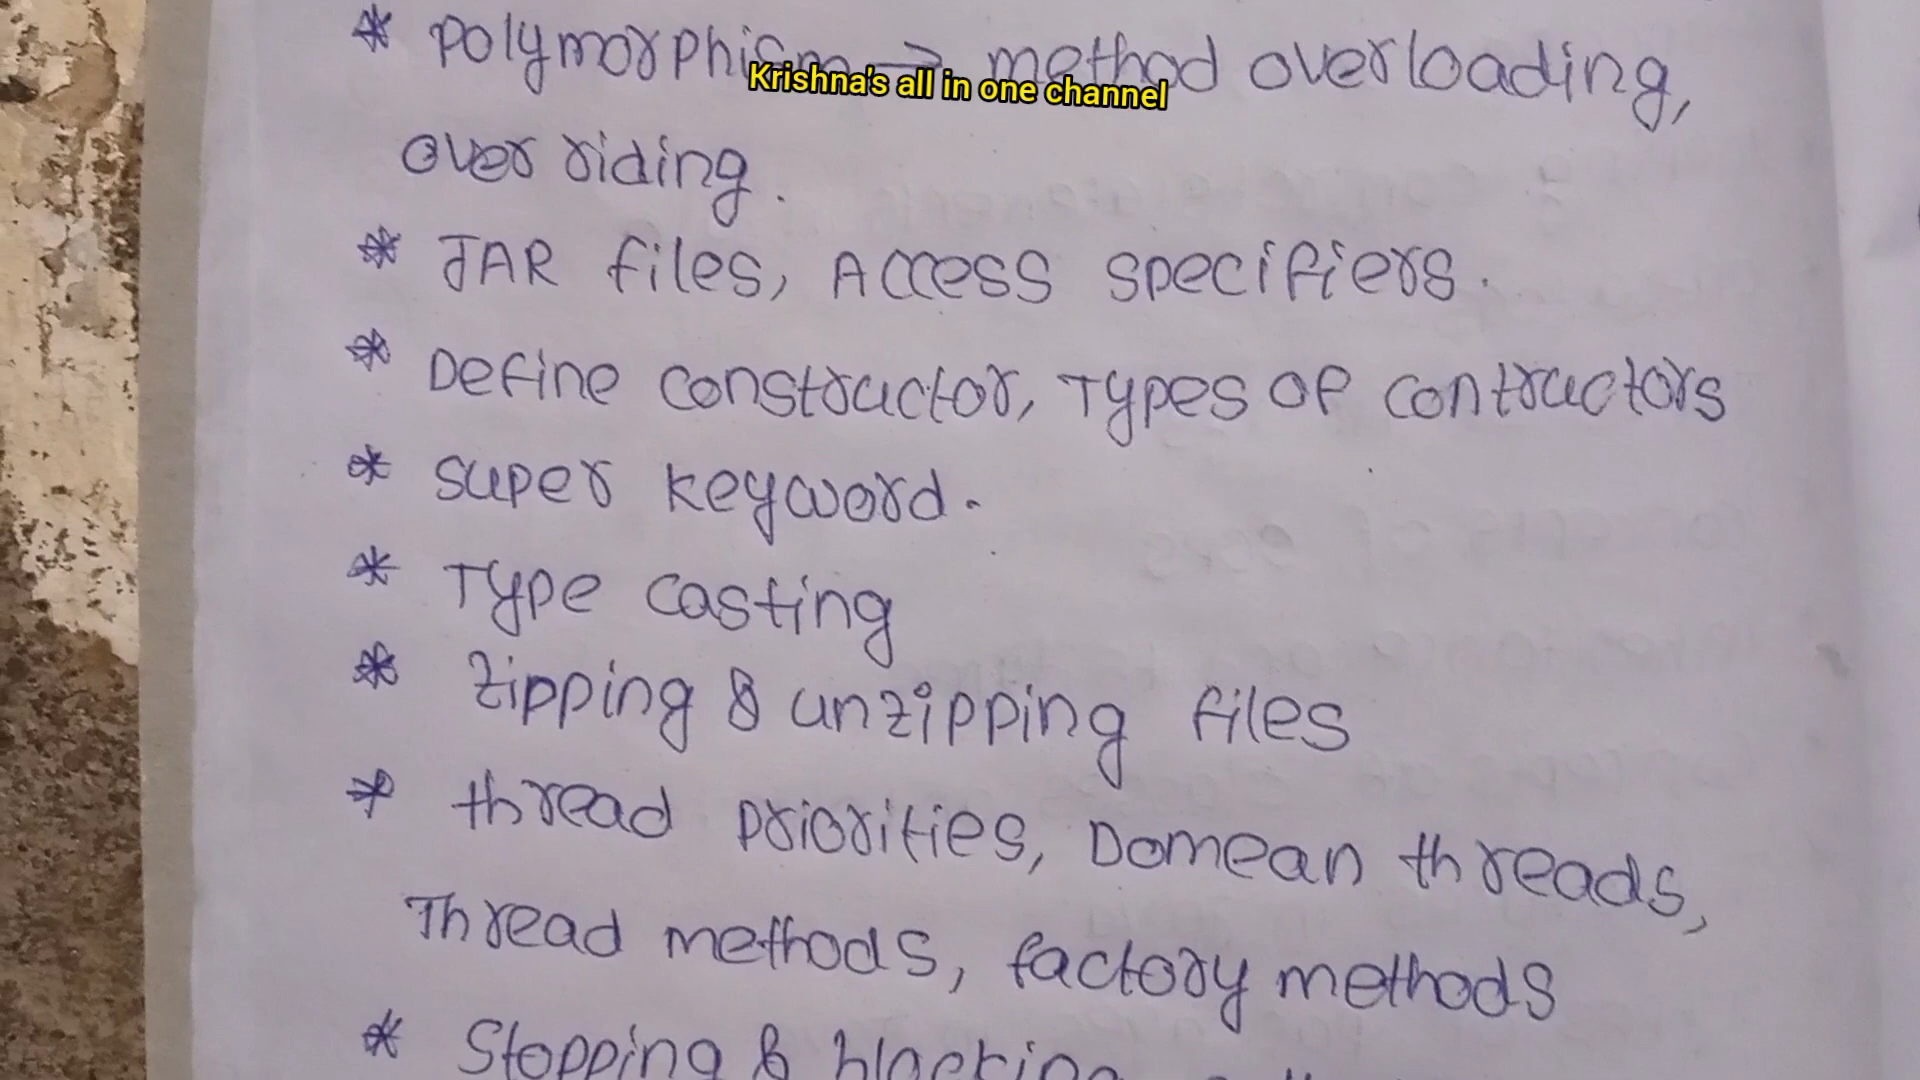 * Polymorphism → method overloading,
Krishna's all in one channel
over riding.
* JAR files, Access specifiers.
* Define constructor, Types of contructors
* super keyword.
* Type casting
* Zipping & unzipping files
* thread priorities, Domean threads,
Thread methods, factory methods
* Stopping & blocking